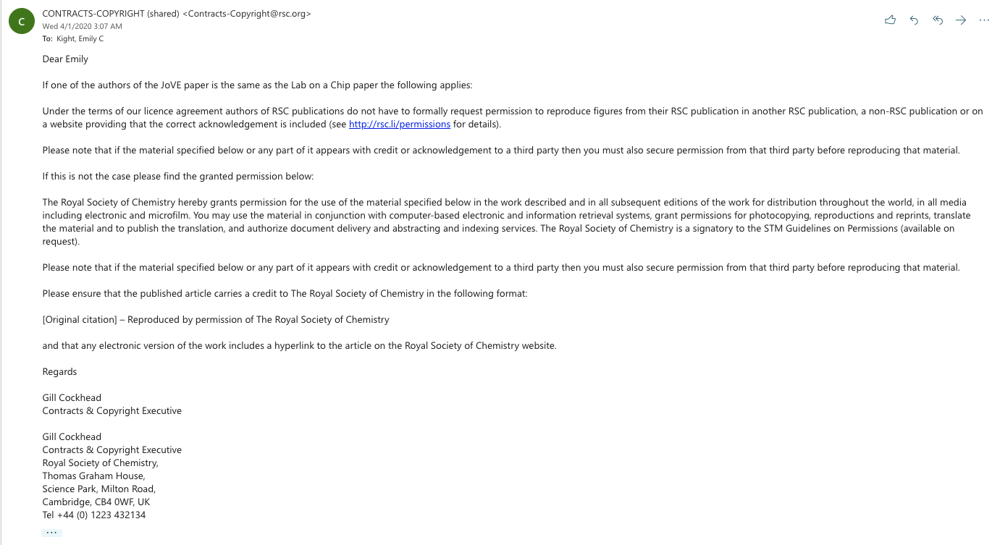 C
CONTRACTS-COPYRIGHT (shared) <Contracts-Copyright@rsc.org>
Wed 4/1/2020 3:07 AM
To: Kight, Emily C
Dear Emily
If one of the authors of the JoVE paper is the same as the Lab on a Chip paper the following applies:
Under the terms of our licence agreement authors of RSC publications do not have to formally request permission to reproduce figures from their RSC publication in another RSC publication, a non-RSC publication or on
a website providing that the correct acknowledgement is included (see http://rsc.li/permissions for details).
Please note that if the material specified below or any part of it appears with credit or acknowledgement to a third party then you must also secure permission from that third party before reproducing that material.
If this is not the case please find the granted permission below:
The Royal Society of Chemistry hereby grants permission for the use of the material specified below in the work described and in all subsequent editions of the work for distribution throughout the world, in all media
including electronic and microfilm. You may use the material in conjunction with computer-based electronic and information retrieval systems, grant permissions for photocopying, reproductions and reprints, translate
the material and to publish the translation, and authorize document delivery and abstracting and indexing services. The Royal Society of Chemistry is a signatory to the STM Guidelines on Permissions (available on
request).
Please note that if the material specified below or any part of it appears with credit or acknowledgement to a third party then you must also secure permission from that third party before reproducing that material.
Please ensure that the published article carries a credit to The Royal Society of Chemistry in the following format:
[Original citation] – Reproduced by permission of The Royal Society of Chemistry
and that any electronic version of the work includes a hyperlink to the article on the Royal Society of Chemistry website.
Regards
Gill Cockhead
Contracts & Copyright Executive
Gill Cockhead
Contracts & Copyright Executive
Royal Society of Chemistry,
Thomas Graham House,
Science Park, Milton Road,
Cambridge, CB4 0WF, UK
Tel +44 (0) 1223 432134